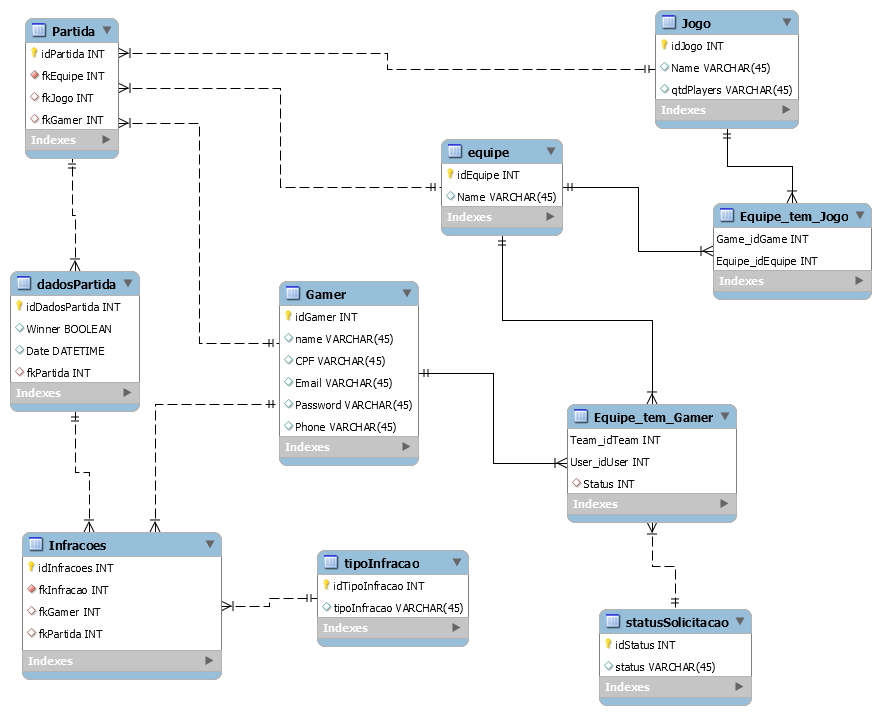 Partida
idPartida INT
fkEquipe INT
fkJogo INT
fkGamer INT
Indexes
Jogo
idJogo INT
Name VARCHAR(45)
qtdPlayers VARCHAR(45)
Indexes
equipe
idEquipe INT
Name VARCHAR(45)
Indexes
Equipe_tem_Jogo
Game_idGame INT
Equipe_idEquipe INT
Indexes
dadosPartida
idDadosPartida INT
Winner BOOLEAN
Date DATETIME
fkPartida INT
Indexes
Gamer
idGamer INT
name VARCHAR(45)
CPF VARCHAR(45)
Email VARCHAR(45)
Password VARCHAR(45)
Phone VARCHAR(45)
Indexes
Equipe_tem_Gamer
Team_idTeam INT
User_idUser INT
Status INT
Indexes
Infracoes
idInfracoes INT
fkInfracao INT
fkGamer INT
fkPartida INT
Indexes
tipoInfracao
idTipoInfracao INT
tipoInfracao VARCHAR(45)
Indexes
statusSolicitacao
idStatus INT
status VARCHAR(45)
Indexes